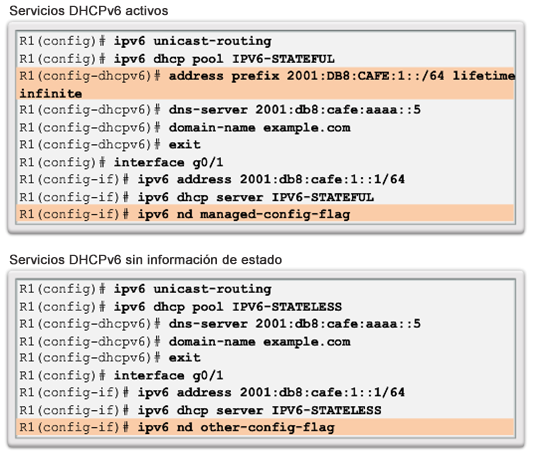 Servicios DHCPv6 activos
R1(config)# ipv6 unicast-routing
R1(config)# ipv6 dhcp pool IPV6-STATEFUL
R1(config-dhcpv6)# address prefix 2001:DB8:CAFE:1::/64 lifetime
infinite
R1(config-dhcpv6)# dns-server 2001:db8:cafe:aaaa::5
R1(config-dhcpv6)# domain-name example.com
R1(config-dhcpv6)# exit
R1(config)# interface g0/1
R1(config-if)# ipv6 address 2001:db8:cafe:1::1/64
R1(config-if)# ipv6 dhcp server IPV6-STATEFUL
R1(config-if)# ipv6 nd managed-config-flag
Servicios DHCPv6 sin información de estado
R1(config)# ipv6 unicast-routing
R1(config)# ipv6 dhcp pool IPV6-STATELESS
R1(config-dhcpv6)# dns-server 2001:db8:cafe:aaaa::5
R1(config-dhcpv6)# domain-name example.com
R1(config-dhcpv6)# exit
R1(config)# interface g0/1
R1(config-if)# ipv6 address 2001:db8:cafe:1::1/64
R1(config-if)# ipv6 dhcp server IPV6-STATELESS
R1(config-if)# ipv6 nd other-config-flag